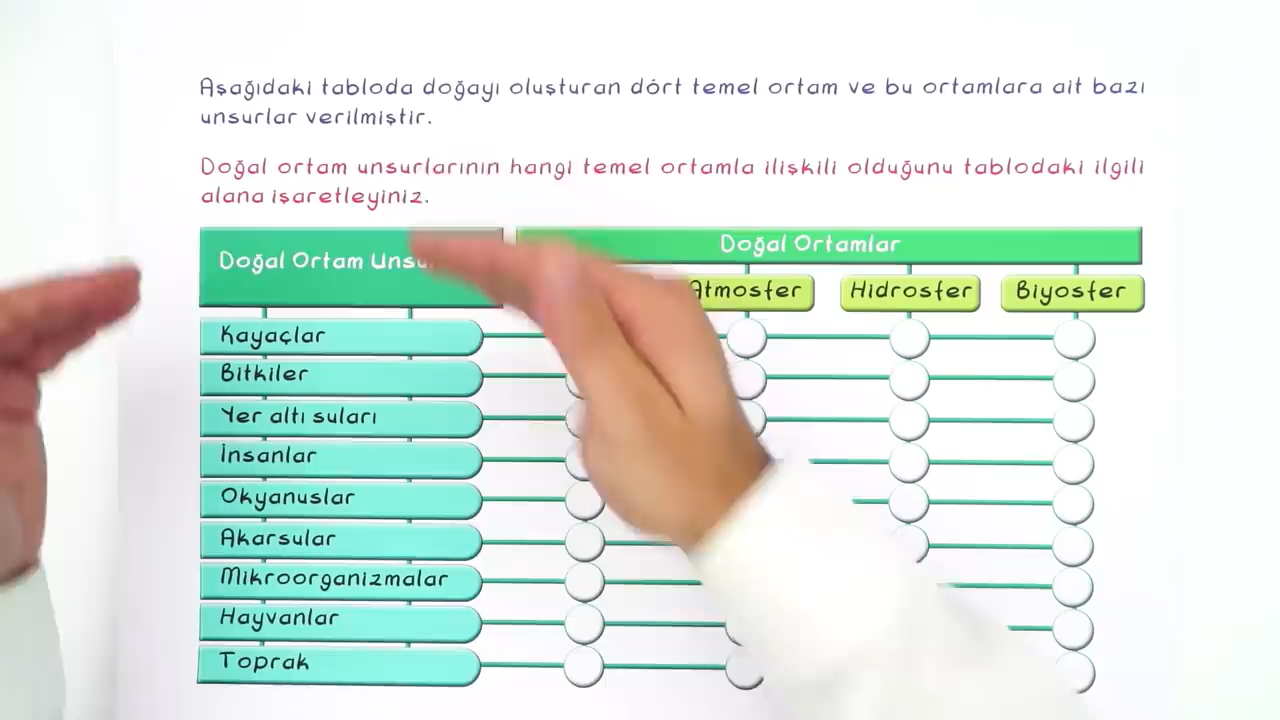 Aşağıdaki tabloda doğayı oluşturan dört temel ortam ve bu ortamlara ait bazı
unsurlar verilmiştir.
Doğal ortam unsurlarının hangi temel ortamla ilişkili olduğunu tablodaki ilgili
alana işaretleyiniz.
Doğal Ortam
Doğal Ortamlar
Atmosfer Hidrosfer Biyosfer
Kayaçlar
Bitkiler
Yer altı suları
İnsanlar
Okyanuslar
Akarsular
Mikroorganizmalar
Hayvanlar
Toprak